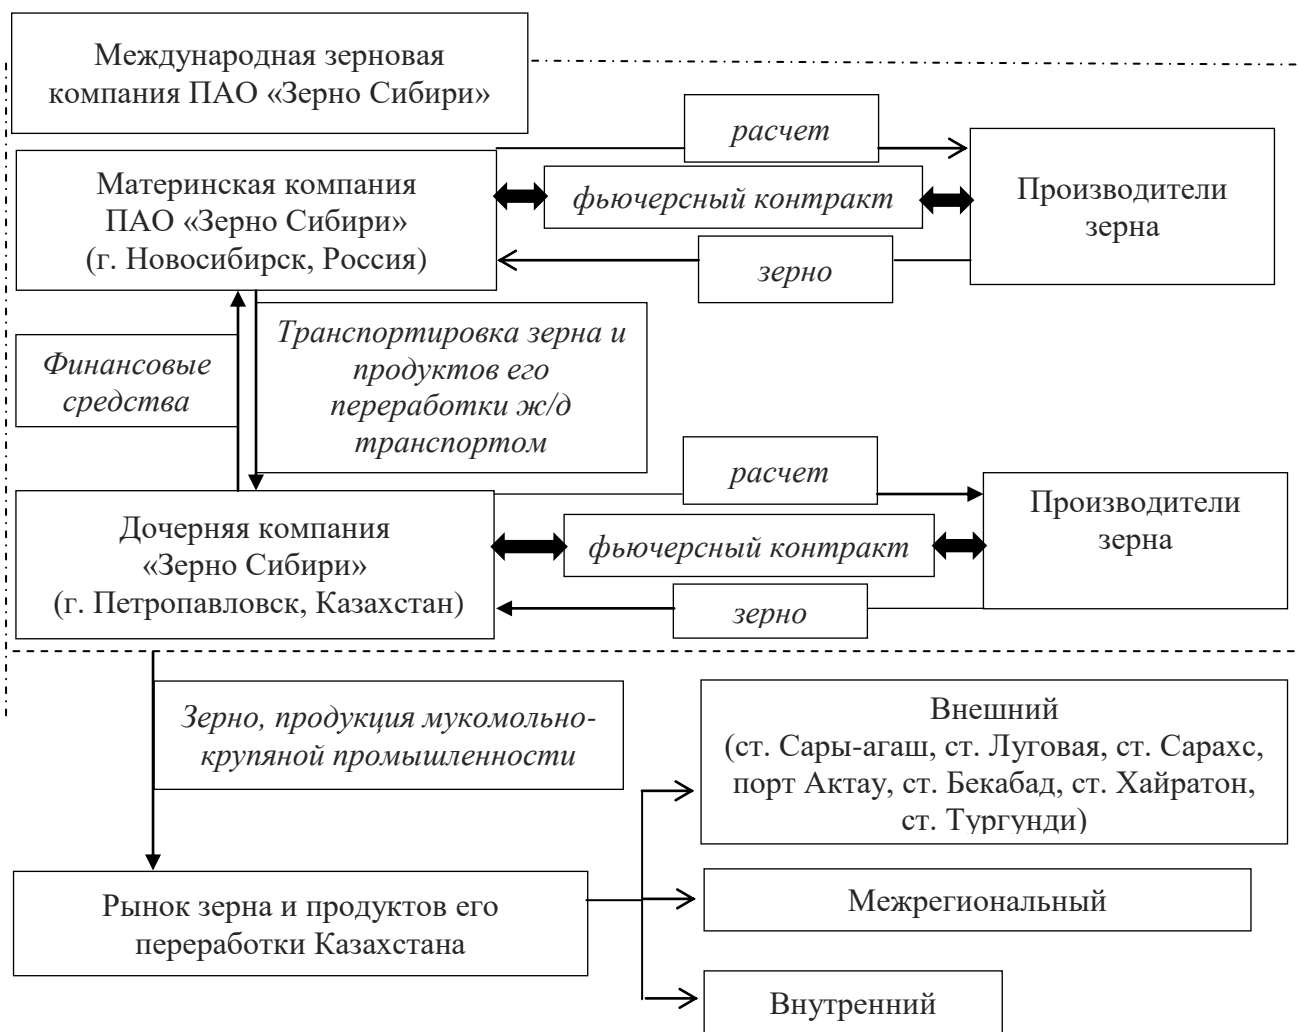 Международная зерновая
компания ПАО «Зерно Сибири»
расчет
Материнская компания
ПАО «Зерно Сибири»
(г. Новосибирск, Россия)
фьючерсный контракт
Производители
зерна
зерно
Финансовые
средства
Транспортировка зерна и
продуктов его
переработки ж/д
транспортом
расчет
Дочерняя компания
«Зерно Сибири»
(г. Петропавловск, Казахстан)
фьючерсный контракт
Производители
зерна
зерно
Зерно, продукция мукомольно-
крупяной промышленности
Внешний
(ст. Сары-агаш, ст. Луговая, ст. Сарахс,
порт Актау, ст. Бекабад, ст. Хайратон,
ст. Тургунди)
Рынок зерна и продуктов его
переработки Казахстана
Межрегиональный
Внутренний